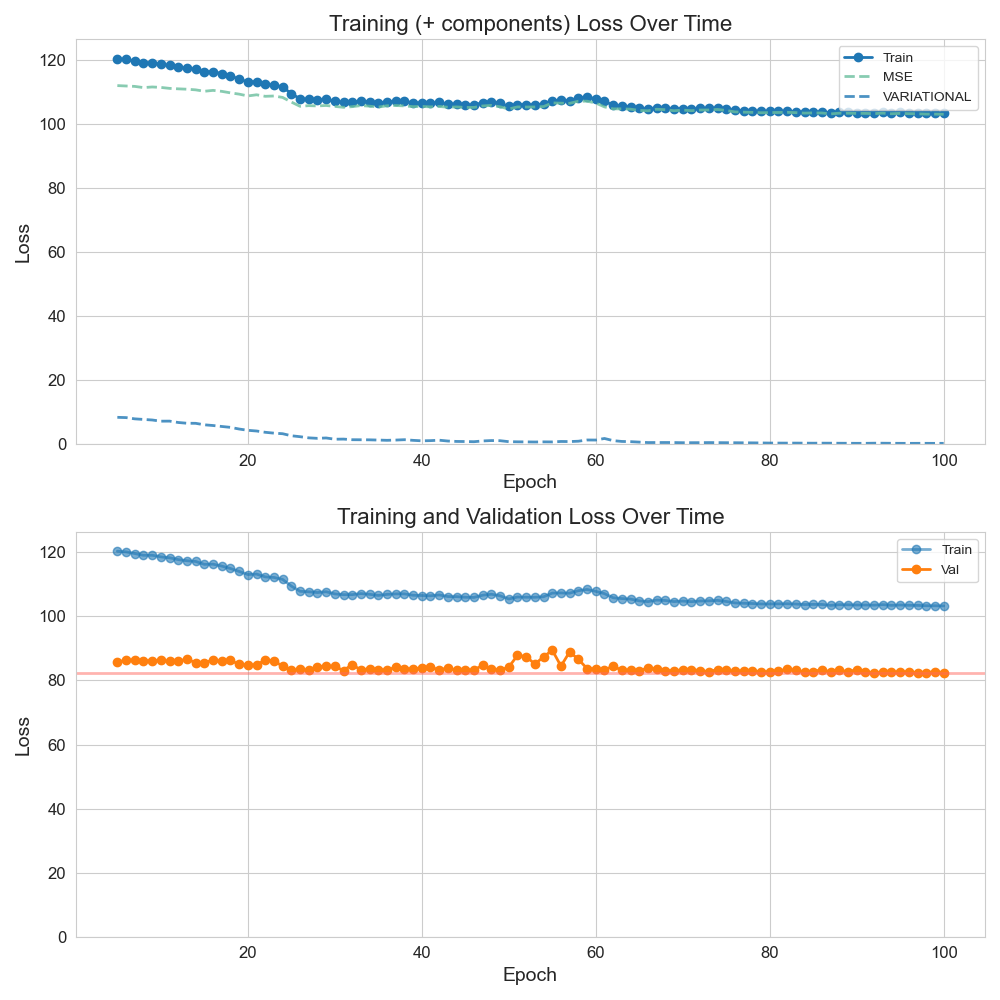 Training (+ components) Loss Over Time
120
100
80
60
40
20
0
Loss
Train
MSE
VARIATIONAL
20 40 60 80 100
Epoch
Training and Validation Loss Over Time
120
100
80
60
40
20
0
Loss
Train
Val
20 40 60 80 100
Epoch